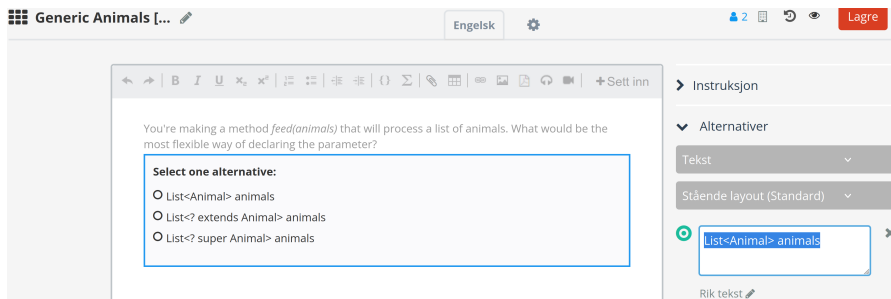 Generic Animals [...
Engelsk
2
Lagre
B I U x₂ x² {} Σ + Sett inn
You're making a method feed(animals) that will process a list of animals. What would be the
most flexible way of declaring the parameter?
Select one alternative:
List<Animal> animals
List<? extends Animal> animals
List<? super Animal> animals
Instruksjon
Alternativer
Tekst
Stående layout (Standard)
List<Animal> animals
Rik tekst